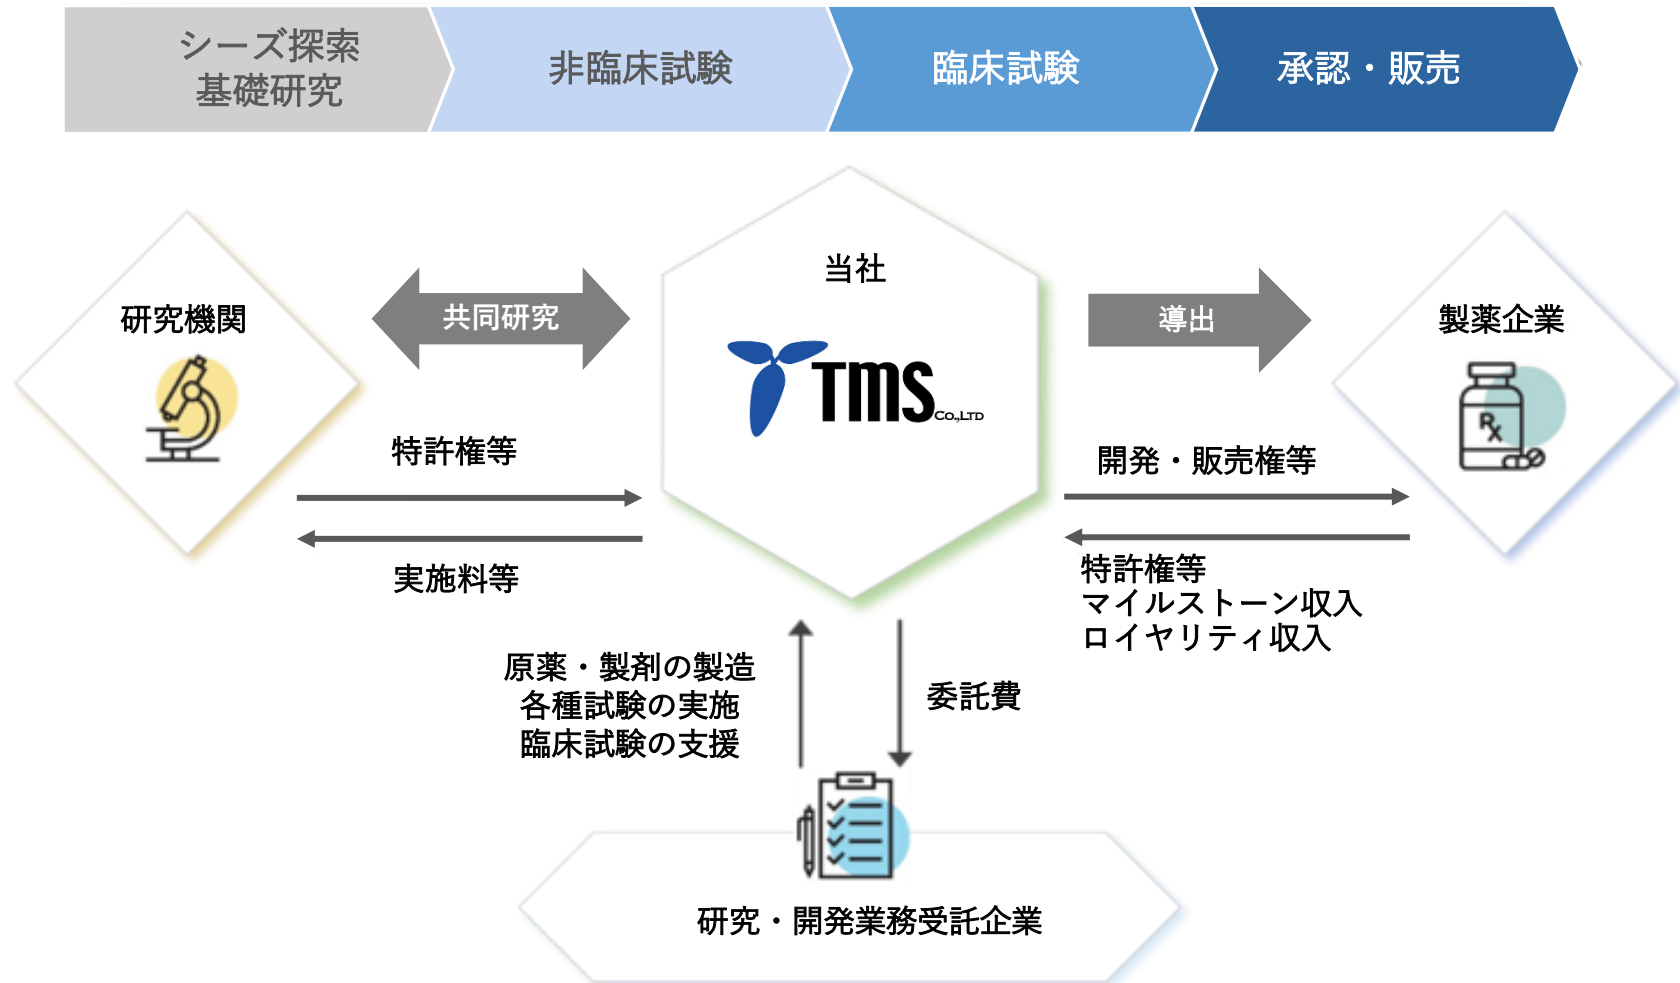 シーズ探索
基礎研究
非臨床試験
臨床試験
承認・販売
当社
TMS Co.,LTD
研究機関
共同研究
導出
製薬企業
Rx
特許権等
実施料等
開発・販売権等
特許権等
マイルストーン収入
ロイヤリティ収入
原薬・製剤の製造
各種試験の実施
臨床試験の支援
委託費
研究・開発業務受託企業